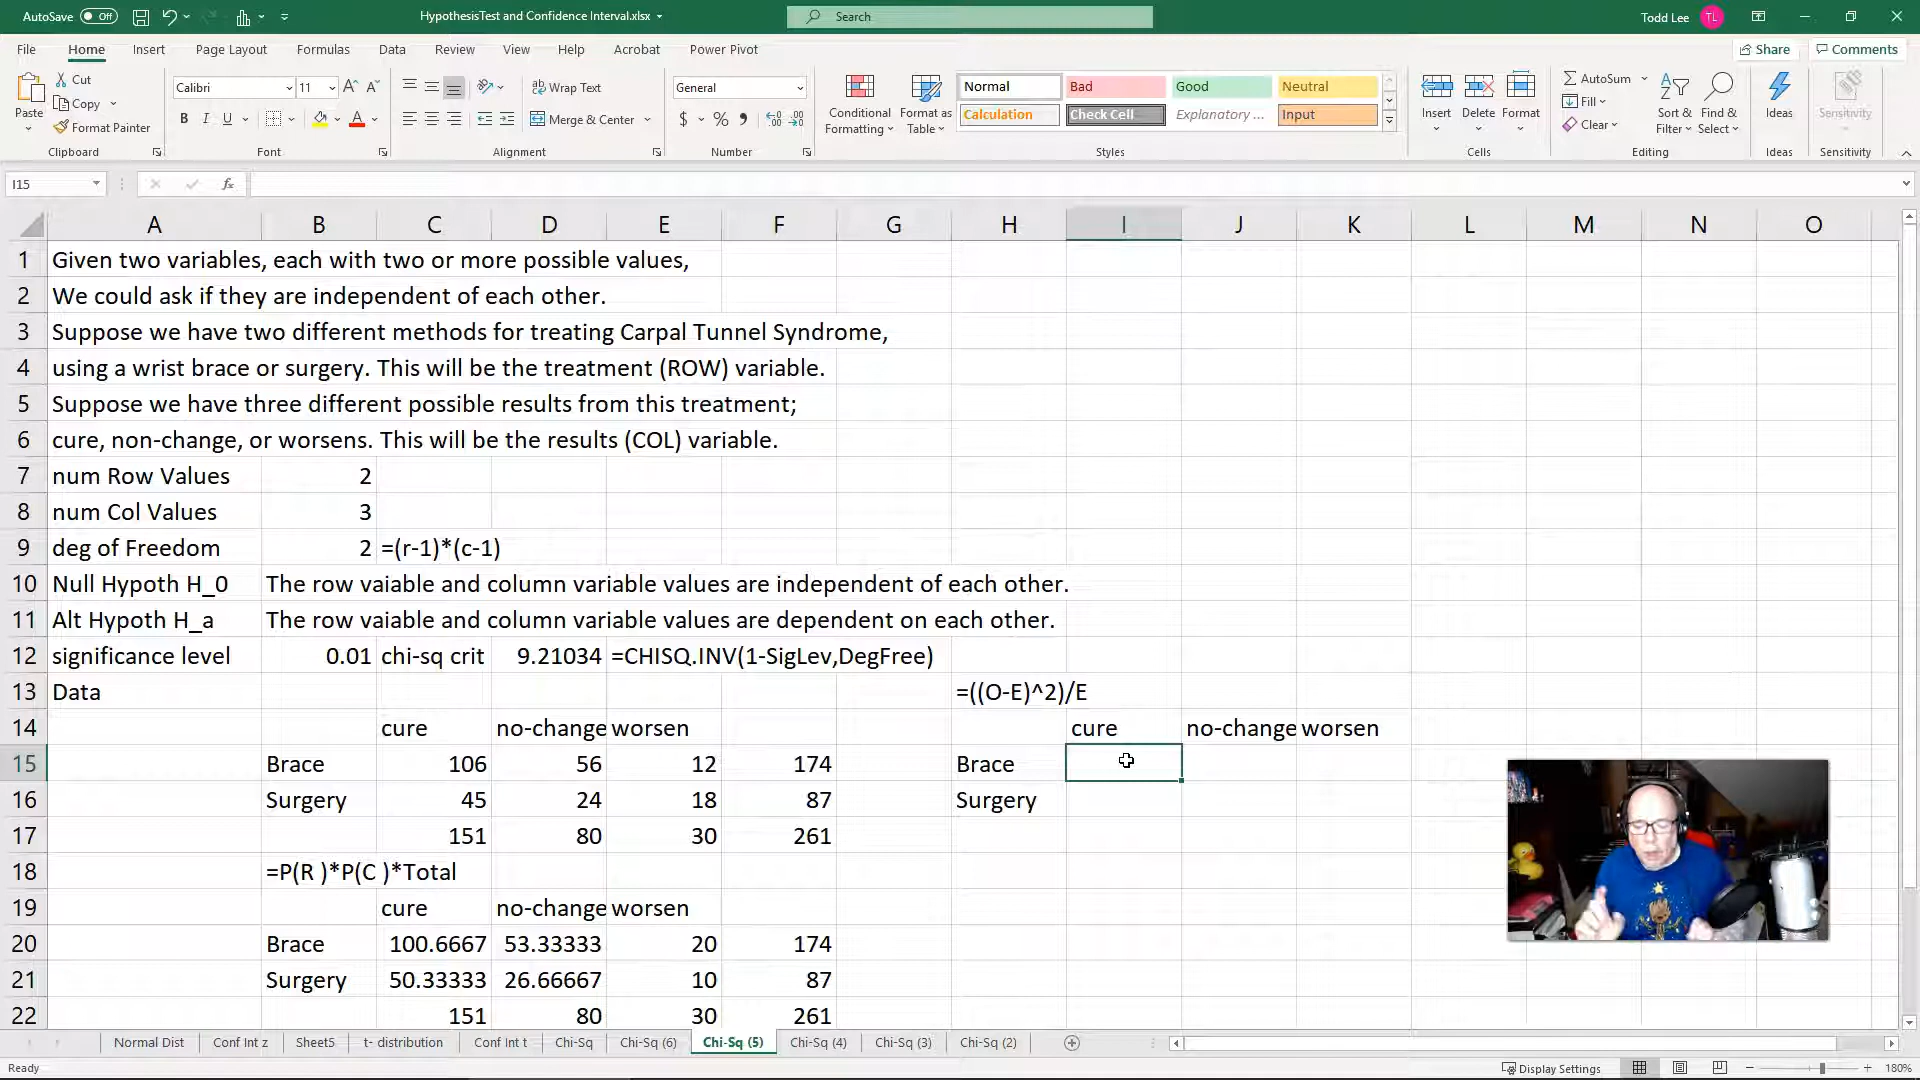 AutoSave Off HypothesisTest and Confidence Interval.xlsx Search Todd Lee TL
File Home Insert Page Layout Formulas Data Review View Help Acrobat Power Pivot Share Comments
Cut
Copy
Format Painter
Paste
Calibri 11
Wrap Text
Merge & Center
General
Conditional Formatting
Format as Table
Normal Bad Good Neutral
Calculation Check Cell Explanatory ... Input
Insert Delete Format
AutoSum
Fill
Clear
Sort & Filter
Find & Select
Ideas
Sensitivity
Clipboard Font Alignment Number Styles Cells Editing Ideas Sensitivity
I15 fx
A B C D E F G H I J K L M N O
1 Given two variables, each with two or more possible values,
2 We could ask if they are independent of each other.
3 Suppose we have two different methods for treating Carpal Tunnel Syndrome,
4 using a wrist brace or surgery. This will be the treatment (ROW) variable.
5 Suppose we have three different possible results from this treatment;
6 cure, non-change, or worsens. This will be the results (COL) variable.
7 num Row Values 2
8 num Col Values 3
9 deg of Freedom 2 =(r-1)*(c-1)
10 Null Hypoth H_0 The row vaiable and column variable values are independent of each other.
11 Alt Hypoth H_a The row vaiable and column variable values are dependent on each other.
12 significance level 0.01 chi-sq crit 9.21034 =CHISQ.INV(1-SigLev,DegFree)
13 Data =((O-E)^2)/E
14 cure no-change worsen cure no-change worsen
15 Brace 106 56 12 174 Brace
16 Surgery 45 24 18 87 Surgery
17 151 80 30 261
18 =P(R )*P(C )*Total
19 cure no-change worsen
20 Brace 100.6667 53.33333 20 174
21 Surgery 50.33333 26.66667 10 87
22 151 80 30 261
Normal Dist Conf Int z Sheet5 t- distribution Conf Int t Chi-Sq Chi-Sq (6) Chi-Sq (5) Chi-Sq (4) Chi-Sq (3) Chi-Sq (2)
Ready Display Settings 180%